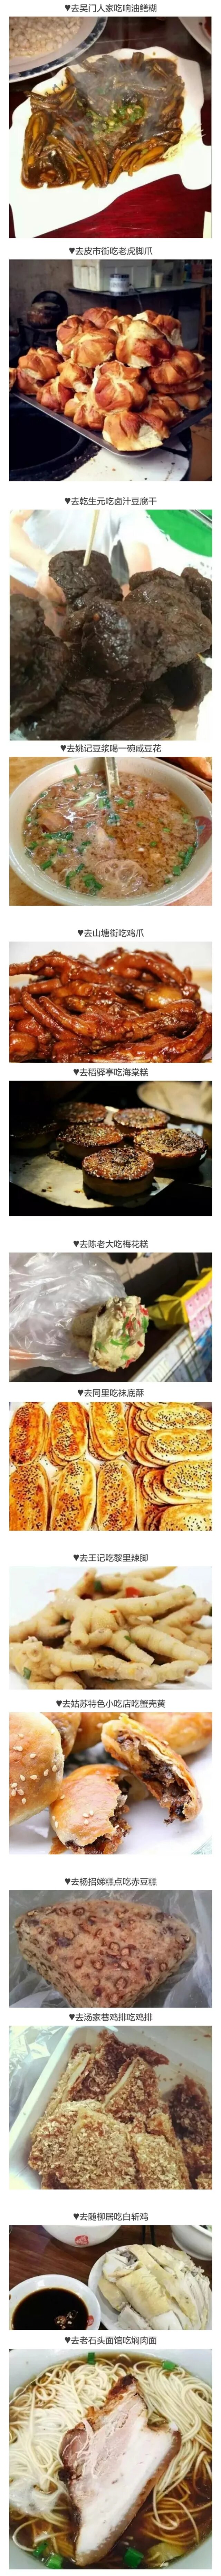 ♥去吴门人家吃响油鳝糊
♥去皮市街吃老虎脚爪
♥去乾生元吃卤汁豆腐干
♥去姚记豆浆喝一碗咸豆花
♥去山塘街吃鸡爪
♥去稻驿亭吃海棠糕
♥去陈老大吃梅花糕
♥去同里吃袜底酥
♥去王记吃黎里辣脚
♥去姑苏特色小吃店吃蟹壳黄
♥去杨招娣糕点吃赤豆糕
♥去汤家巷鸡排吃鸡排
♥去随柳居吃白斩鸡
♥去老石头面馆吃焖肉面